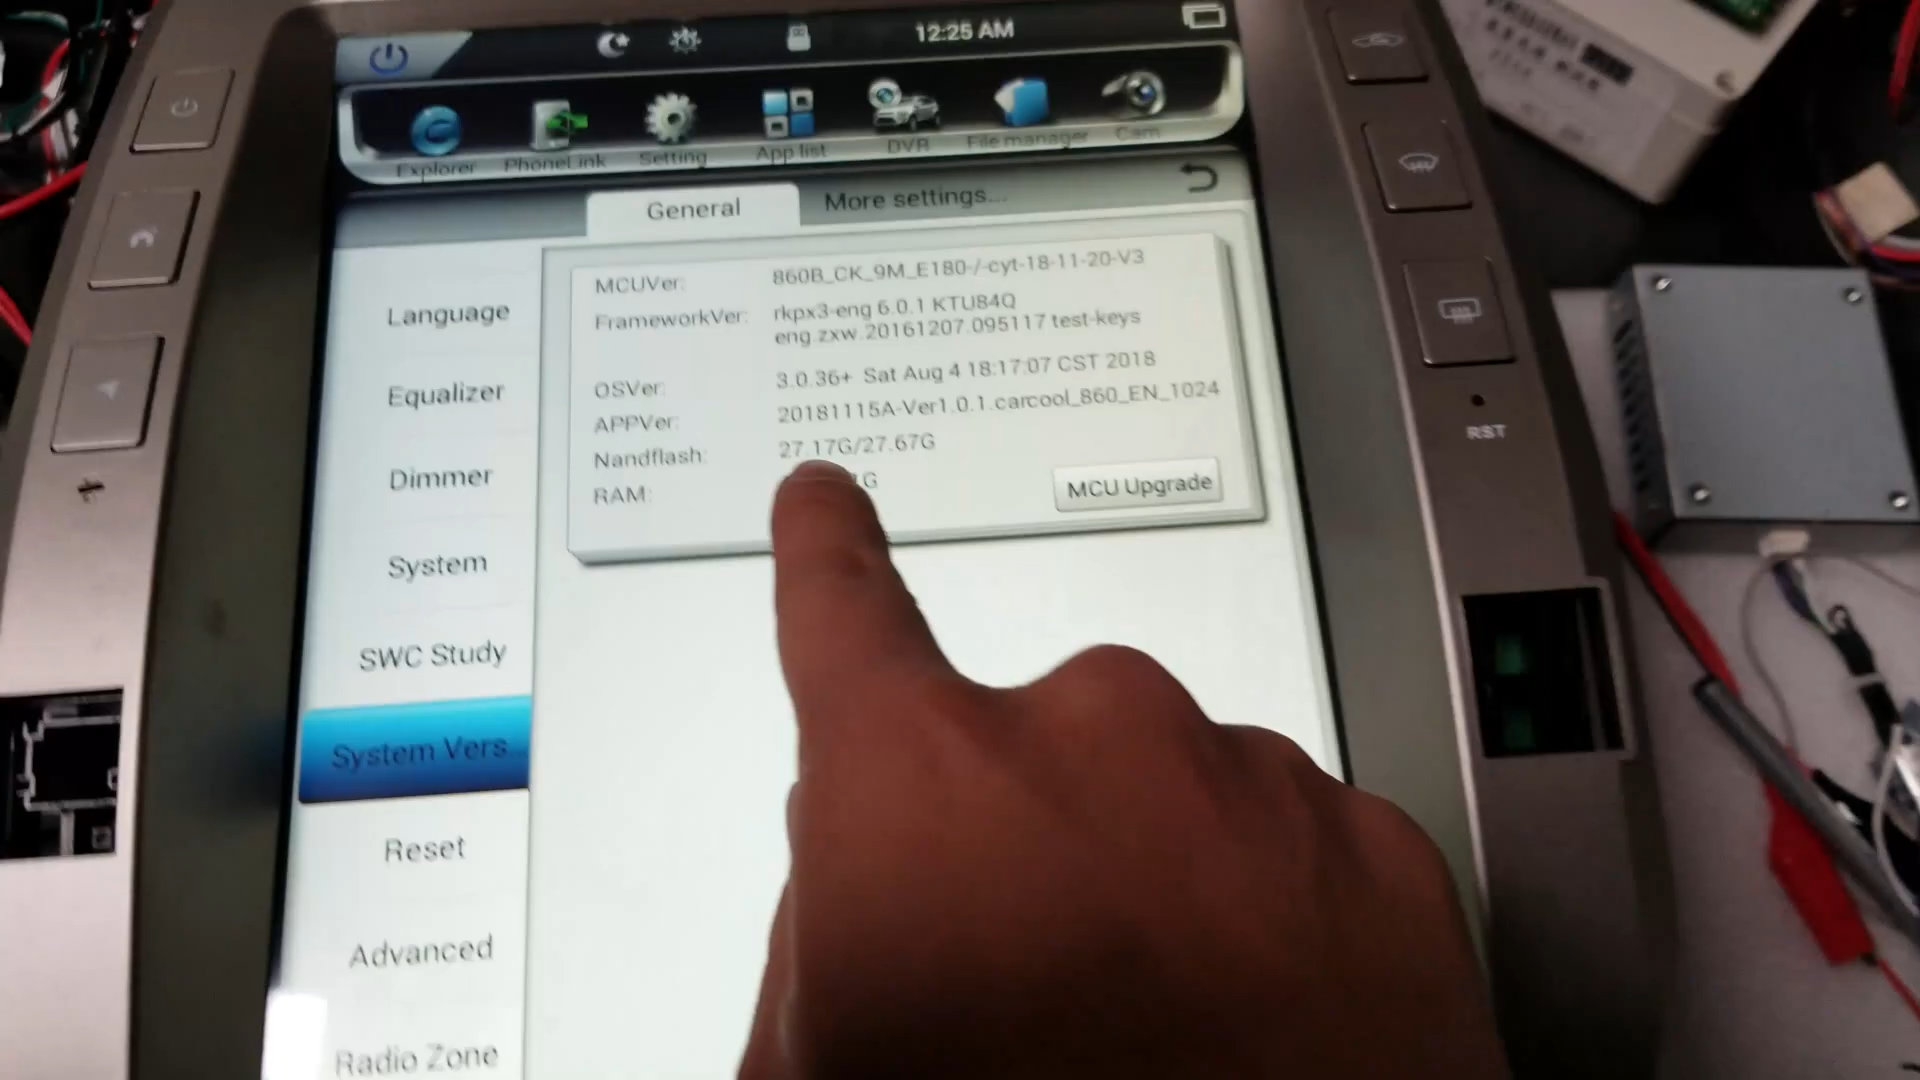 12:25 AM
Explorer PhoneLink Setting App list DVR File manager Cam
General More settings...
Language
Equalizer
Dimmer
System
SWC Study
System Vers...
Reset
Advanced
Radio Zone
MCUVer: 860B_CK_9M_E180-/-cyt-18-11-20-V3
FrameworkVer: rkpx3-eng 6.0.1 KTU84Q
eng.zxw.20161207.095117 test-keys
OSVer: 3.0.36+ Sat Aug 4 18:17:07 CST 2018
APPVer: 20181115A-Ver1.0.1.carcool_860_EN_1024
Nandflash: 27.17G/27.67G
RAM: 1G
MCU Upgrade
RST